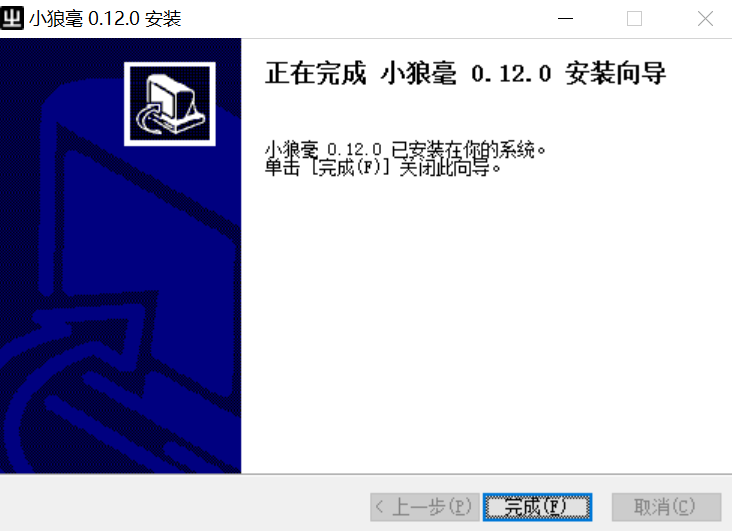 小狼毫 0.12.0 安装
正在完成 小狼毫 0.12.0 安装向导
小狼毫 0.12.0 已安装在你的系统。
单击 [完成(F)] 关闭此向导。
< 上一步(P)
完成(F)
取消(C)